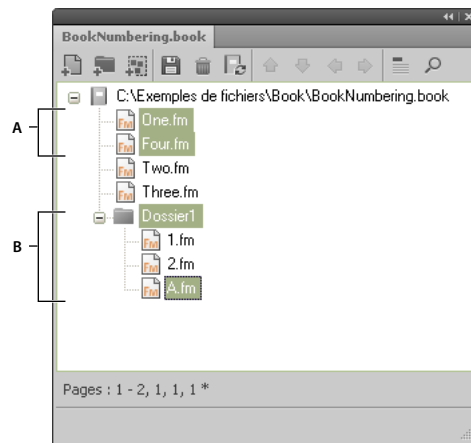 BookNumbering.book
C:\Exemples de fichiers\Book\BookNumbering.book
A
One.fm
Four.fm
Two.fm
Three.fm
B
Dossier1
1.fm
2.fm
A.fm
Pages : 1 - 2, 1, 1, 1 *